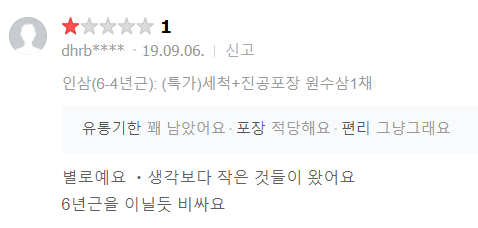 1
dhrb**** · 19.09.06. | 신고
인삼(6-4년근): (특가)세척+진공포장 원수삼1채
유통기한 꽤 남았어요 · 포장 적당해요 · 편리 그냥그래요
별로예요 ・생각보다 작은 것들이 왔어요
6년근을 이닐듯 비싸요